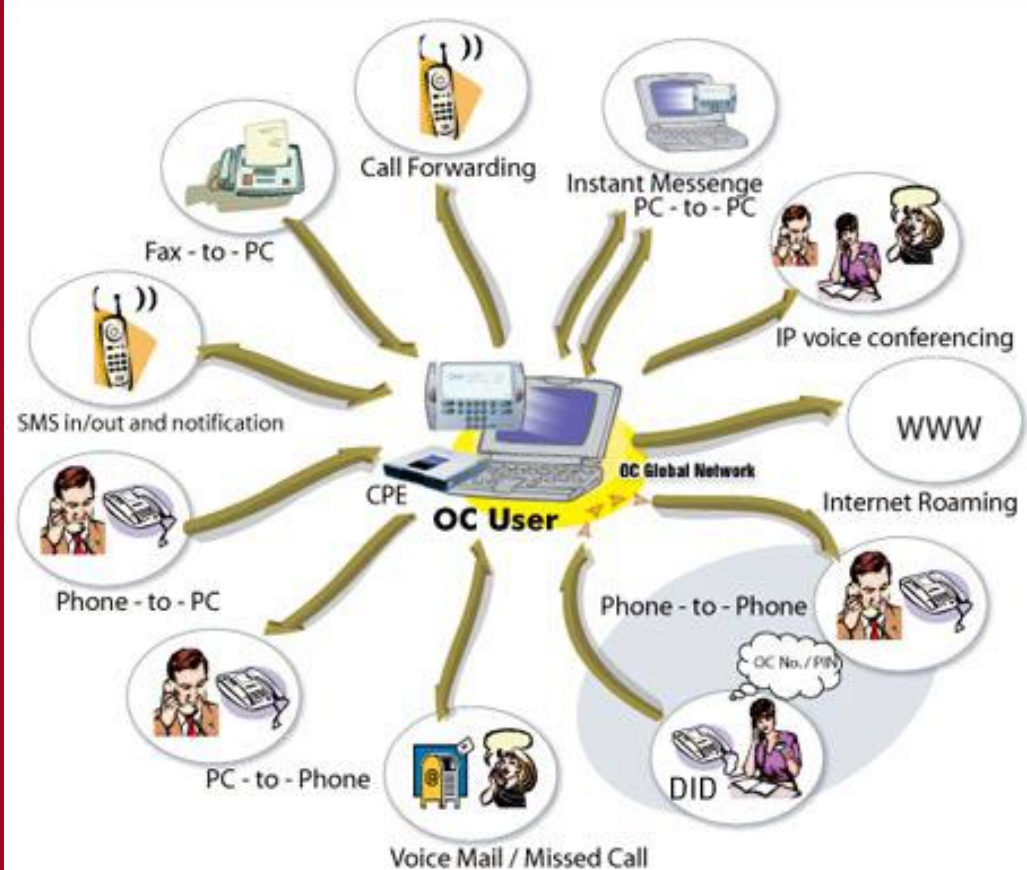 Call Forwarding
Instant Messenge
PC - to - PC
Fax - to - PC
IP voice conferencing
SMS in/out and notification
WWW
Internet Roaming
OC Global Network
CPE
OC User
Phone - to - PC
Phone - to - Phone
OC No. / PIN
PC - to - Phone
DID
Voice Mail / Missed Call